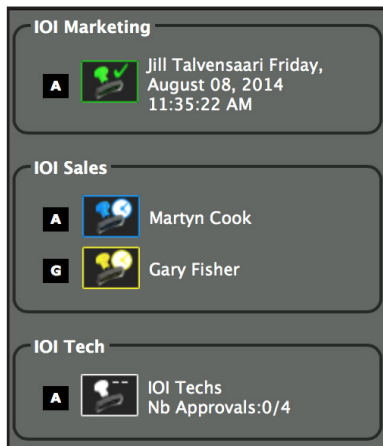 IOI Marketing
A
Jill Talvensaari Friday,
August 08, 2014
11:35:22 AM
IOI Sales
A
Martyn Cook
G
Gary Fisher
IOI Tech
A
IOI Techs
Nb Approvals:0/4